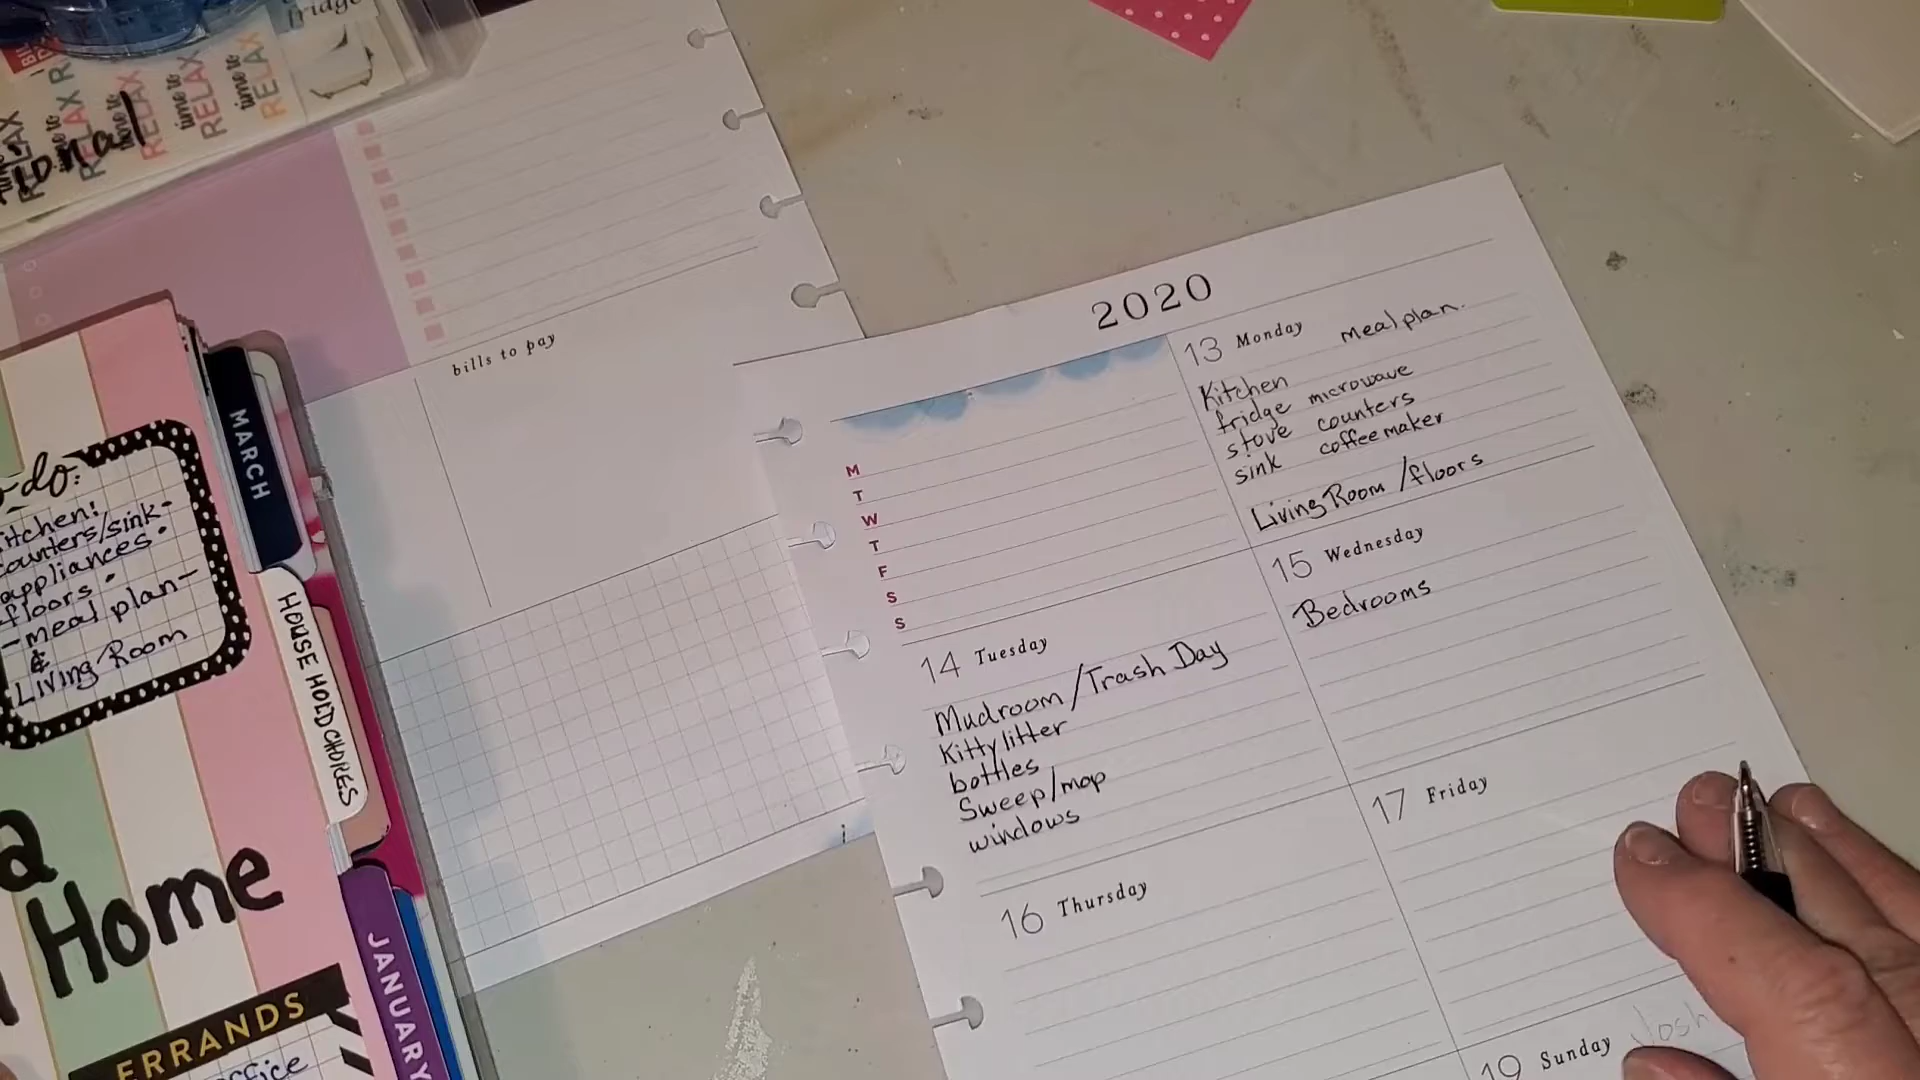 fridge
time to
RELAX
time to
RELAX
time to
RELAX
RELAX
bills to pay
MARCH
HOUSE HOLD CHORES
JANUARY
counters/sink-
appliances.
floors.
-meal plan-
&
Living Room
a
Home
ERRANDS
2020
13 Monday meal plan.
Kitchen
fridge microwave
stove counters
sink coffee maker
Living Room /floors
M
T
W
T
F
S
S
14 Tuesday
Mudroom/Trash Day
Kitty litter
bottles
Sweep/mop
windows
15 Wednesday
Bedrooms
16 Thursday
17 Friday
19 Sunday Josh